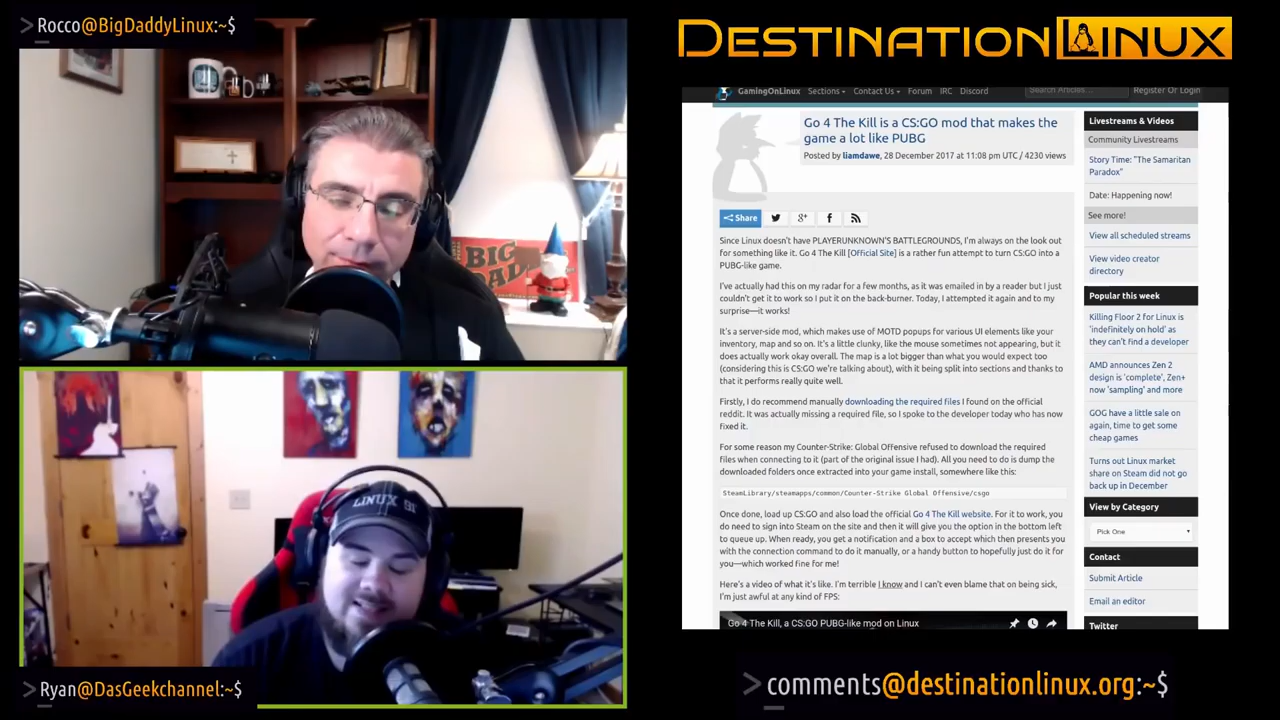 > Rocco@BigDaddyLinux:~$
BIG
> Ryan@DasGeekchannel:~$
LINUX
DESTINATION LINUX
GamingOnLinux Sections Contact Us Forum IRC Discord Search Articles... Register Or Login
Go 4 The Kill is a CS:GO mod that makes the
game a lot like PUBG
Posted by liamdawe, 28 December 2017 at 11:08 pm UTC / 4230 views
Share
Since Linux doesn't have PLAYERUNKNOWN'S BATTLEGROUNDS, I'm always on the look out
for something like it. Go 4 The Kill [Official Site] is a rather fun attempt to turn CS:GO into a
PUBG-like game.
I've actually had this on my radar for a few months, as it was emailed in by a reader but I just
couldn't get it to work so I put it on the back-burner. Today, I attempted it again and to my
surprise—it works!
It's a server-side mod, which makes use of MOTD popups for various UI elements like your
inventory, map and so on. It's a little clunky, like the mouse sometimes not appearing, but it
does actually work okay overall. The map is a lot bigger than what you would expect too
(considering this is CS:GO we're talking about), with it being split into sections and thanks to
that it performs really quite well.
Firstly, I do recommend manually downloading the required files I found on the official
reddit. It was actually missing a required file, so I spoke to the developer today who has now
fixed it.
For some reason my Counter-Strike: Global Offensive refused to download the required
files when connecting to it (part of the original issue I had). All you need to do is dump the
downloaded folders once extracted into your game install, somewhere like this:
SteamLibrary/steamapps/common/Counter-Strike Global Offensive/csgo
Once done, load up CS:GO and also load the official Go 4 The Kill website. For it to work, you
do need to sign into Steam on the site and then it will give you the option in the bottom left
to queue up. When ready, you get a notification and a box to accept which then presents you
with the connection command to do it manually, or a handy button to hopefully just do it for
you—which worked fine for me!
Here's a video of what it's like. I'm terrible I know and I can't even blame that on being sick,
I'm just awful at any kind of FPS:
Go 4 The Kill, a CS:GO PUBG-like mod on Linux
Livestreams & Videos
Community Livestreams
Story Time: "The Samaritan
Paradox"
Date: Happening now!
See more!
View all scheduled streams
View video creator
directory
Popular this week
Killing Floor 2 for Linux is
'indefinitely on hold' as
they can't find a developer
AMD announces Zen 2
design is 'complete', Zen+
now 'sampling' and more
GOG have a little sale on
again, time to get some
cheap games
Turns out Linux market
share on Steam did not go
back up in December
View by Category
Pick One
Contact
Submit Article
Email an editor
Twitter
> comments@destinationlinux.org:~$